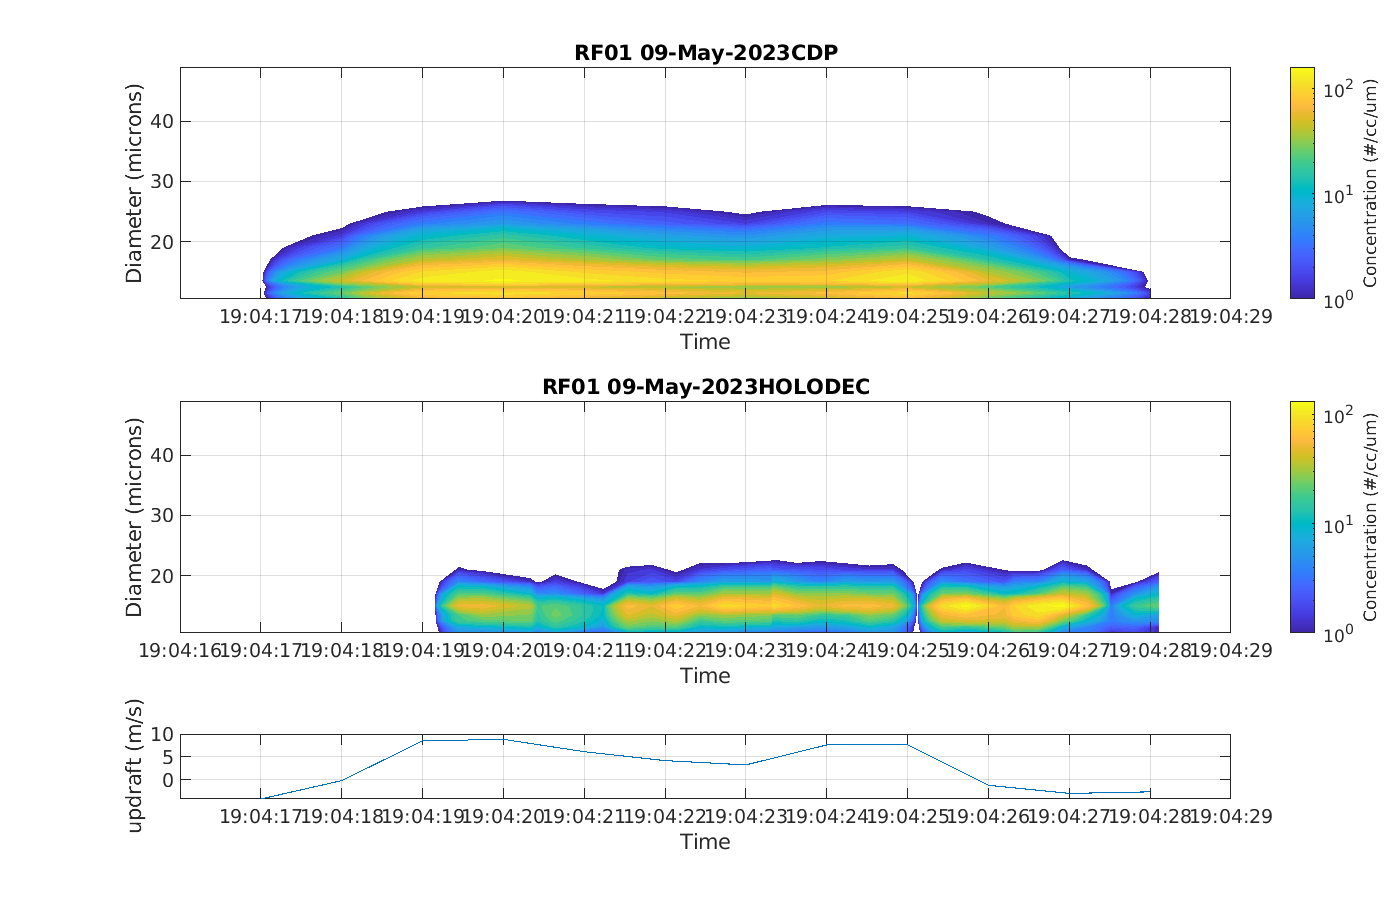 RF01 09-May-2023CDP
Diameter (microns)
40
30
20
19:04:17 19:04:18 19:04:19 19:04:20 19:04:21 19:04:22 19:04:23 19:04:24 19:04:25 19:04:26 19:04:27 19:04:28 19:04:29
Time
10^2
10^1
10^0
Concentration (#/cc/um)
RF01 09-May-2023HOLODEC
Diameter (microns)
40
30
20
19:04:16 19:04:17 19:04:18 19:04:19 19:04:20 19:04:21 19:04:22 19:04:23 19:04:24 19:04:25 19:04:26 19:04:27 19:04:28 19:04:29
Time
10^2
10^1
10^0
Concentration (#/cc/um)
updraft (m/s)
10
5
0
19:04:17 19:04:18 19:04:19 19:04:20 19:04:21 19:04:22 19:04:23 19:04:24 19:04:25 19:04:26 19:04:27 19:04:28 19:04:29
Time